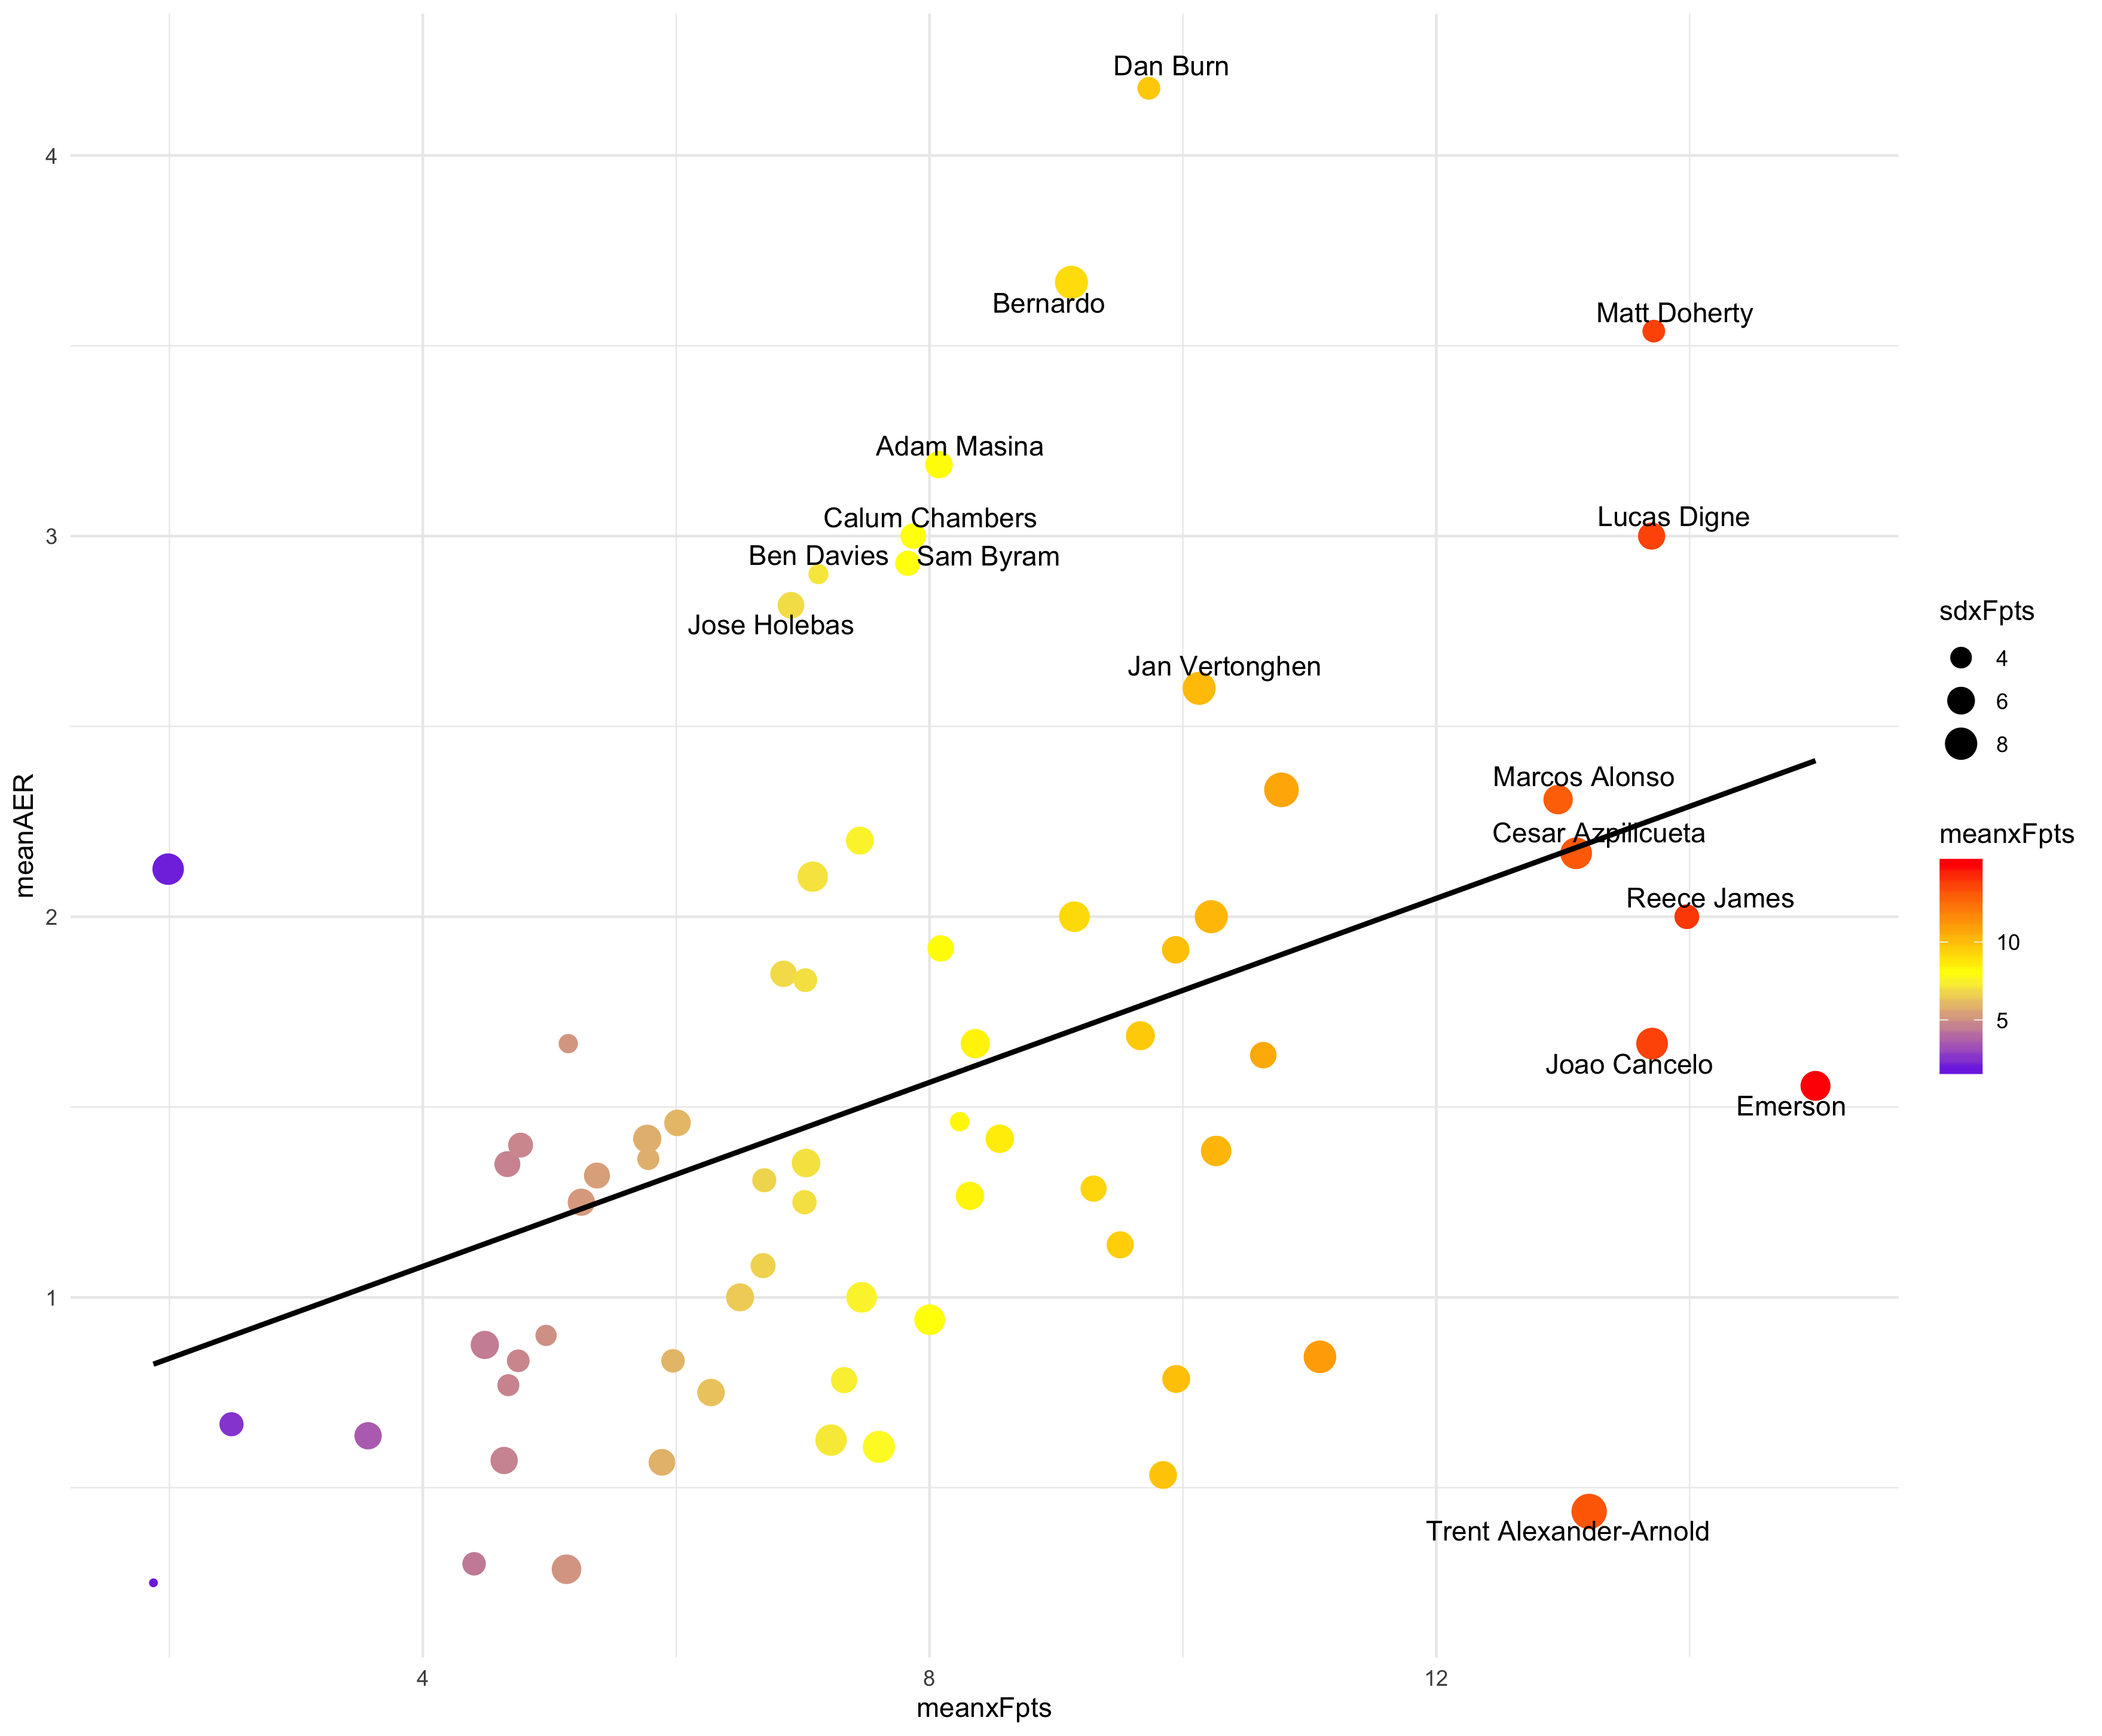 Dan Burn
4
Bernardo
Matt Doherty
Adam Masina
Calum Chambers
Lucas Digne
3
Ben Davies
Sam Byram
Jose Holebas
Jan Vertonghen
Marcos Alonso
Cesar Azpilicueta
Reece James
2
Joao Cancelo
Emerson
1
Trent Alexander-Arnold
meanAER
4
8
12
meanxFpts
sdxFpts
4
6
8
meanxFpts
10
5